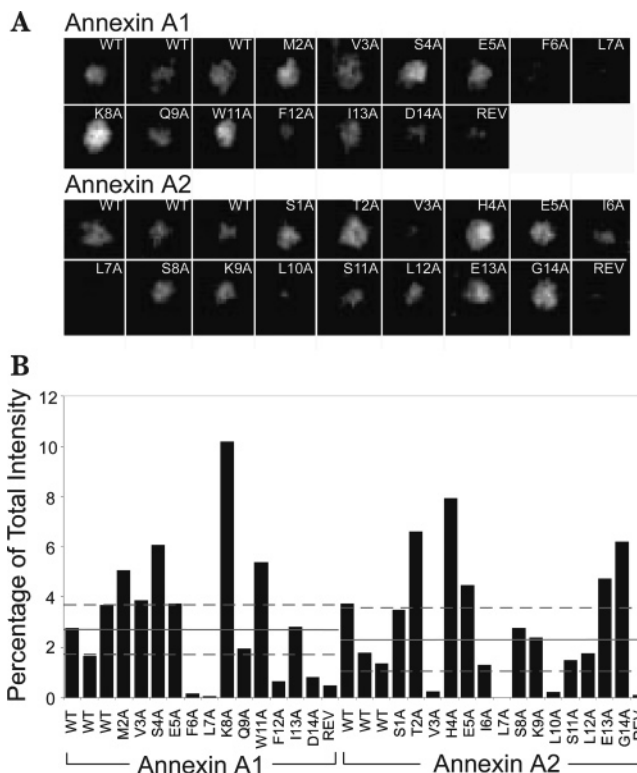 A
Annexin A1
WT WT WT M2A V3A S4A E5A F6A L7A
K8A Q9A W11A F12A I13A D14A REV
Annexin A2
WT WT WT S1A T2A V3A H4A E5A I6A
L7A S8A K9A L10A S11A L12A E13A G14A REV
B
Percentage of Total Intensity
12
10
8
6
4
2
0
WT WT WT M2A V3A S4A E5A F6A L7A K8A Q9A W11A F12A I13A D14A REV WT WT WT S1A T2A V3A H4A E5A I6A L7A S8A K9A L10A S11A L12A E13A G14A REV
Annexin A1 Annexin A2